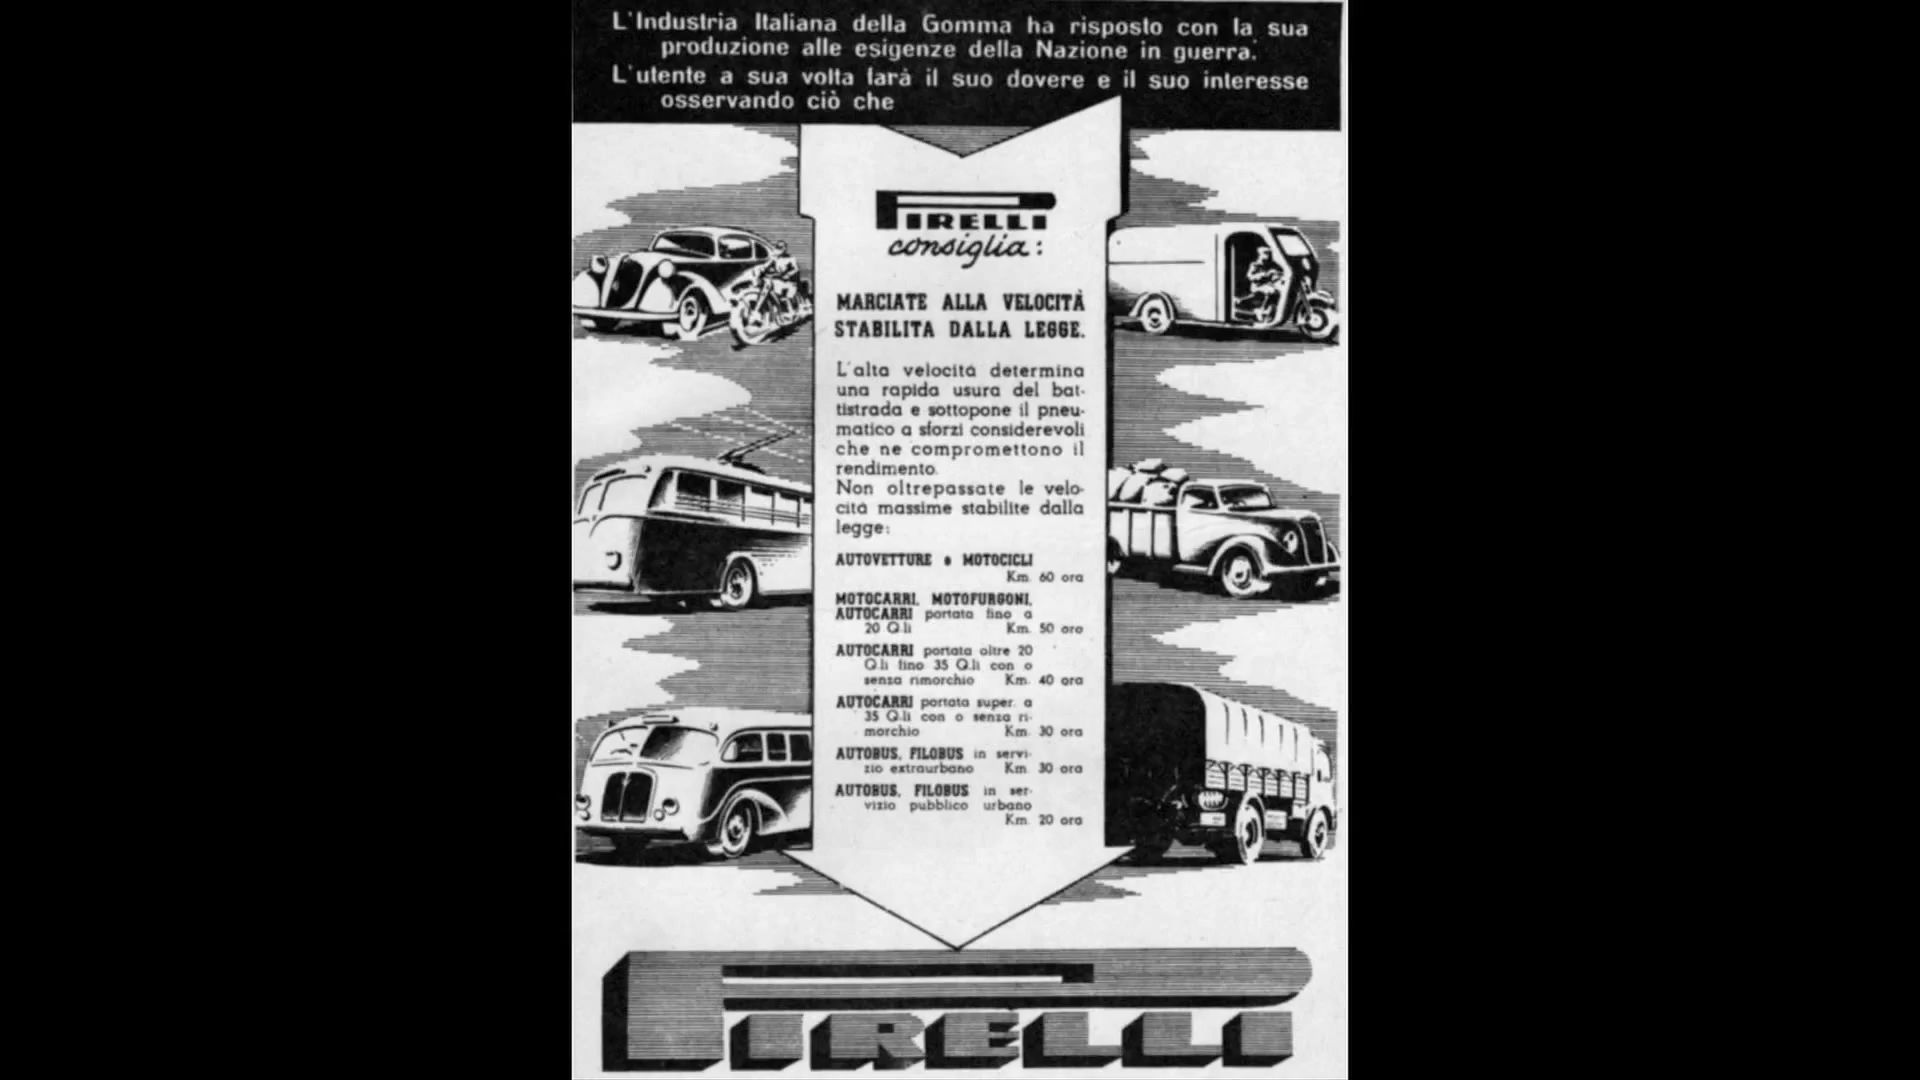 L'Industria Italiana della Gomma ha risposto con la sua
produzione alle esigenze della Nazione in guerra.
L'utente a sua volta farà il suo dovere e il suo interesse
osservando ciò che
PIRELLI
consiglia:
MARCIATE ALLA VELOCITÀ
STABILITA DALLA LEGGE.
L'alta velocità determina
una rapida usura del bat-
tistrada e sottopone il pneu-
matico a sforzi considerevoli
che ne compromettono il
rendimento.
Non oltrepassate le velo-
cità massime stabilite dalla
legge:
AUTOVETTURE e MOTOCICLI
Km. 60 ora
MOTOCARRI, MOTOFURGONI,
AUTOCARRI portata fino a
20 Q.li Km. 50 ora
AUTOCARRI portata oltre 20
Q.li fino 35 Q.li con o
senza rimorchio Km. 40 ora
AUTOCARRI portata super. a
35 Q.li con o senza ri-
morchio Km. 30 ora
AUTOBUS, FILOBUS in servi-
zio extraurbano Km. 30 ora
AUTOBUS, FILOBUS in ser-
vizio pubblico urbano
Km. 20 ora
PIRELLI